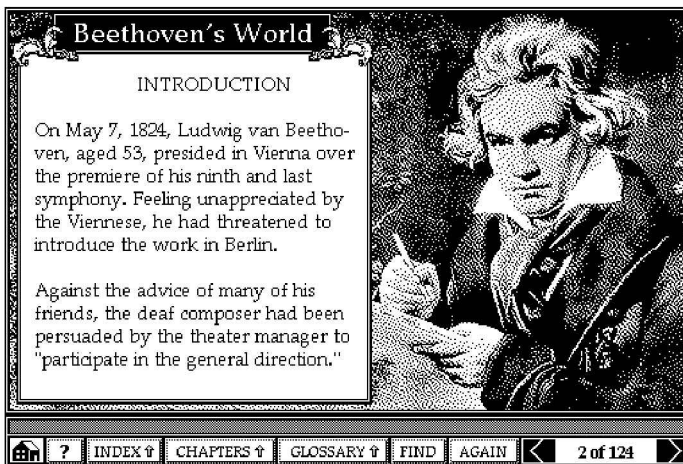 Beethoven's World
INTRODUCTION
On May 7, 1824, Ludwig van Beetho-
ven, aged 53, presided in Vienna over
the premiere of his ninth and last
symphony. Feeling unappreciated by
the Viennese, he had threatened to
introduce the work in Berlin.
Against the advice of many of his
friends, the deaf composer had been
persuaded by the theater manager to
"participate in the general direction."
? INDEX⇧ CHAPTERS⇧ GLOSSARY⇧ FIND AGAIN 2 of 124